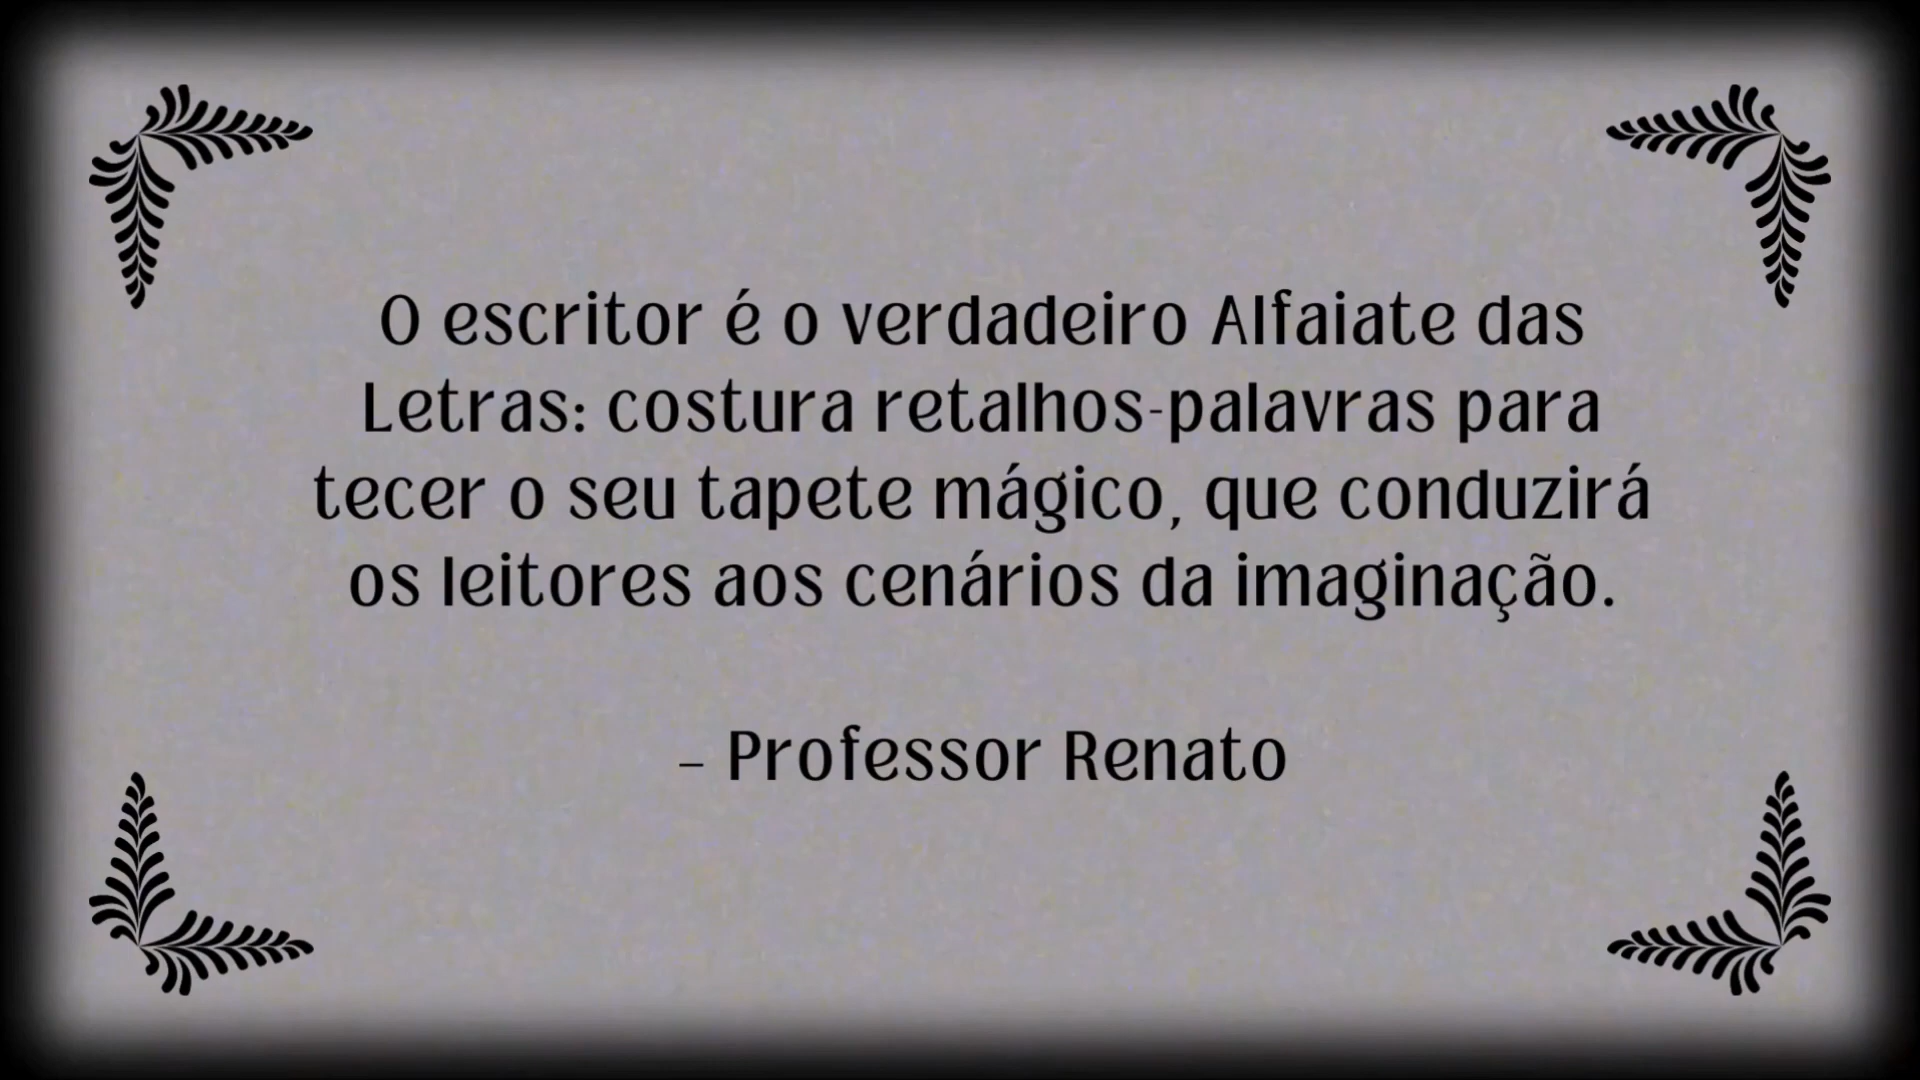 O escritor é o verdadeiro Alfaiate das
Letras: costura retalhos-palavras para
tecer o seu tapete mágico, que conduzirá
os leitores aos cenários da imaginação.
– Professor Renato